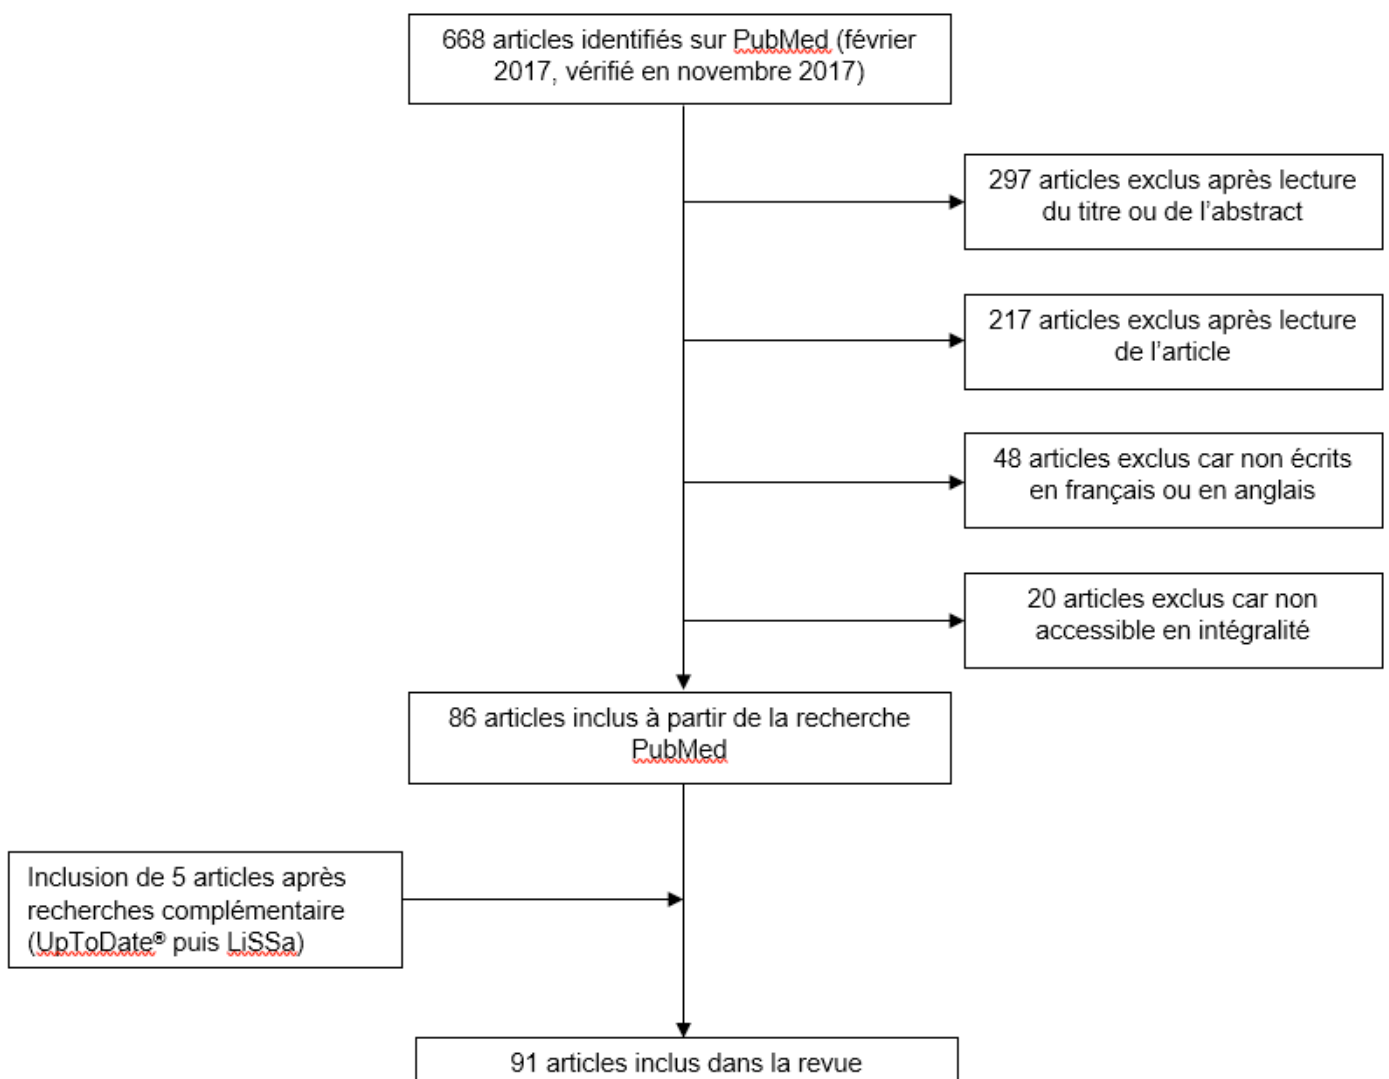 668 articles identifiés sur PubMed (février
2017, vérifié en novembre 2017)
297 articles exclus après lecture
du titre ou de l’abstract
217 articles exclus après lecture
de l’article
48 articles exclus car non écrits
en français ou en anglais
20 articles exclus car non
accessible en intégralité
86 articles inclus à partir de la recherche
PubMed
Inclusion de 5 articles après
recherches complémentaire
(UpToDate® puis LiSSa)
91 articles inclus dans la revue